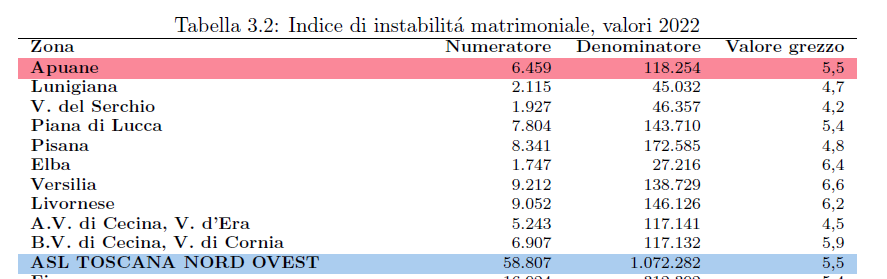 Tabella 3.2: Indice di instabilitá matrimoniale, valori 2022
Zona Numeratore Denominatore Valore grezzo
Apuane 6.459 118.254 5,5
Lunigiana 2.115 45.032 4,7
V. del Serchio 1.927 46.357 4,2
Piana di Lucca 7.804 143.710 5,4
Pisana 8.341 172.585 4,8
Elba 1.747 27.216 6,4
Versilia 9.212 138.729 6,6
Livornese 9.052 146.126 6,2
A.V. di Cecina, V. d'Era 5.243 117.141 4,5
B.V. di Cecina, V. di Cornia 6.907 117.132 5,9
ASL TOSCANA NORD OVEST 58.807 1.072.282 5,5